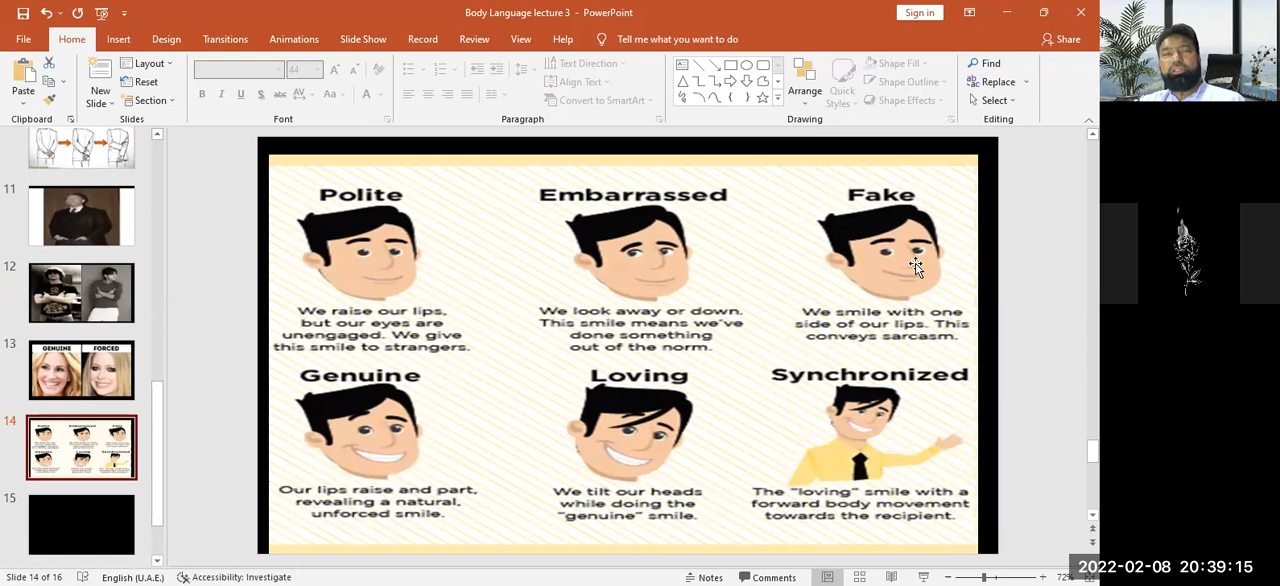 Body Language lecture 3 - PowerPoint
Sign in
File Home Insert Design Transitions Animations Slide Show Record Review View Help Tell me what you want to do Share
Paste
New Slide
Layout
Reset
Section
44
Text Direction
Align Text
Convert to SmartArt
Arrange
Quick Styles
Shape Fill
Shape Outline
Shape Effects
Find
Replace
Select
Clipboard Slides Font Paragraph Drawing Editing
11
12
13
GENUINE FORCED
14
15
Polite
We raise our lips,
but our eyes are
unengaged. We give
this smile to strangers.
Embarrassed
We look away or down.
This smile means we've
done something
out of the norm.
Fake
We smile with one
side of our lips. This
conveys sarcasm.
Genuine
Our lips raise and part,
revealing a natural,
unforced smile.
Loving
We tilt our heads
while doing the
"genuine" smile.
Synchronized
The "loving" smile with a
forward body movement
towards the recipient.
Slide 14 of 16 English (U.A.E.) Accessibility: Investigate Notes Comments 72%
2022-02-08 20:39:15